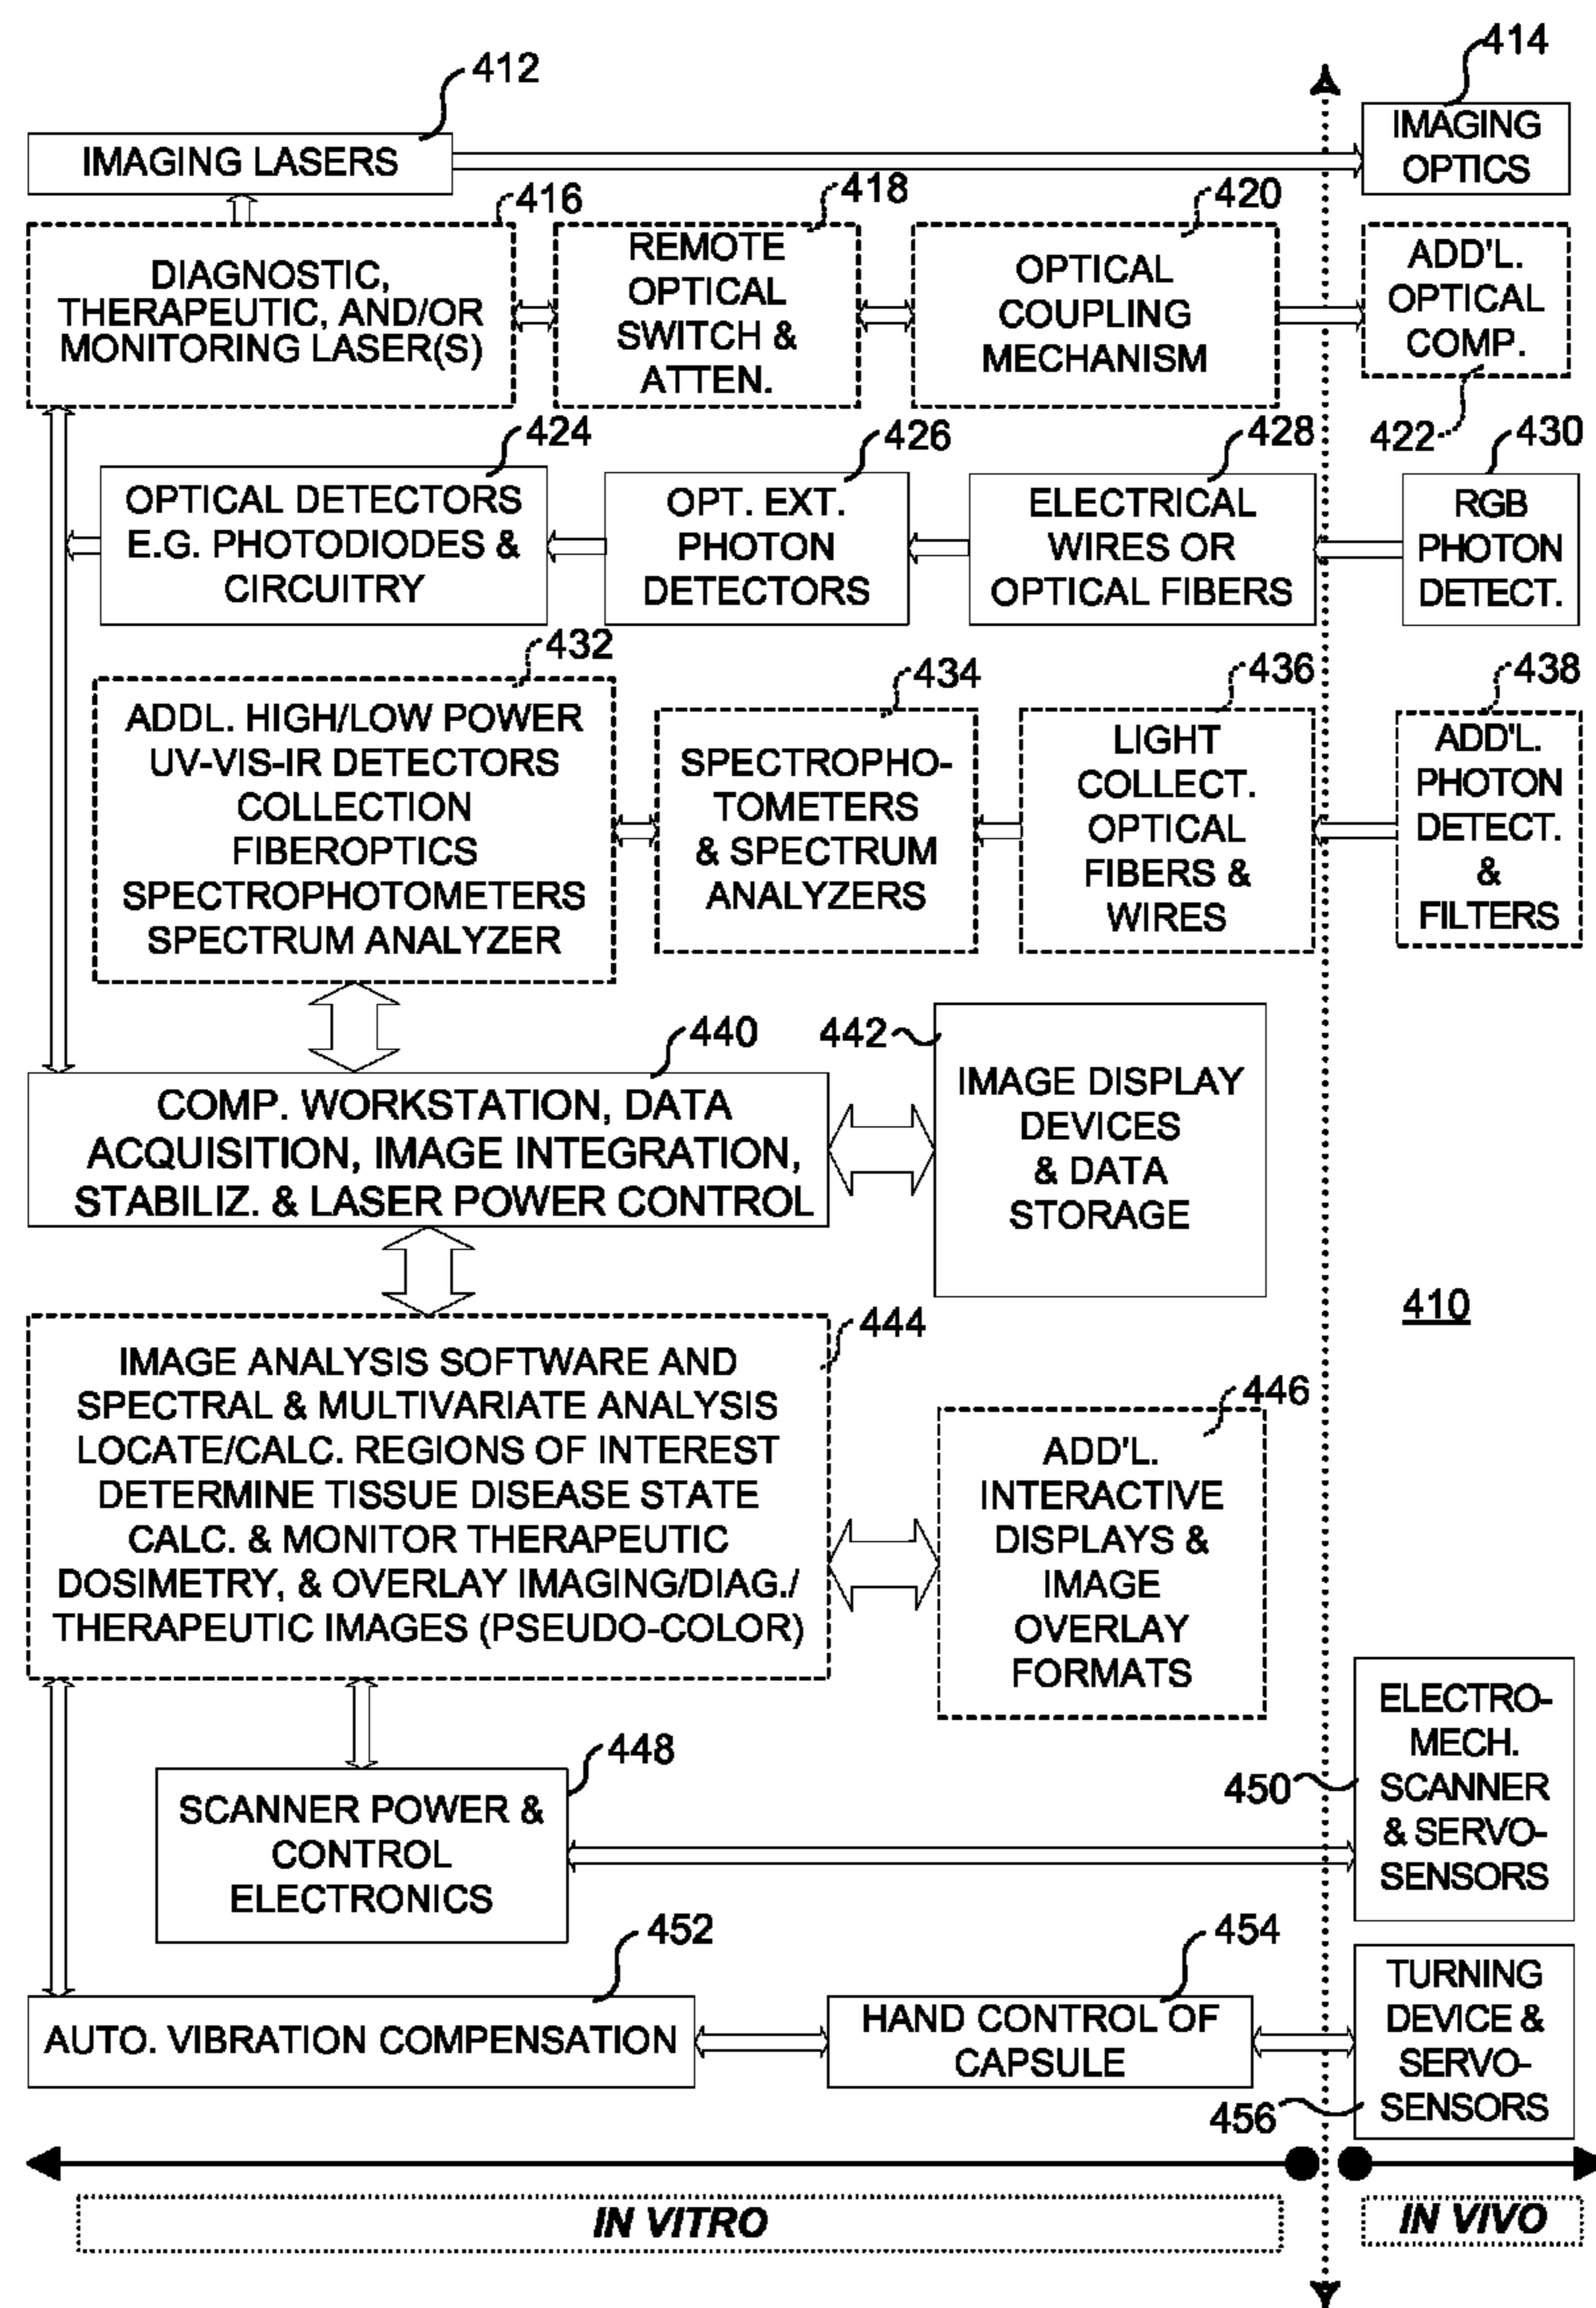 412
414
IMAGING LASERS
IMAGING
OPTICS
416
418
420
DIAGNOSTIC,
THERAPEUTIC, AND/OR
MONITORING LASER(S)
REMOTE
OPTICAL
SWITCH &
ATTEN.
OPTICAL
COUPLING
MECHANISM
ADD'L.
OPTICAL
COMP.
422
424
426
428
430
OPTICAL DETECTORS
E.G. PHOTODIODES &
CIRCUITRY
OPT. EXT.
PHOTON
DETECTORS
ELECTRICAL
WIRES OR
OPTICAL FIBERS
RGB
PHOTON
DETECT.
432
434
436
438
ADDL. HIGH/LOW POWER
UV-VIS-IR DETECTORS
COLLECTION
FIBEROPTICS
SPECTROPHOTOMETERS
SPECTRUM ANALYZER
SPECTROPHO-
TOMETERS
& SPECTRUM
ANALYZERS
LIGHT
COLLECT.
OPTICAL
FIBERS &
WIRES
ADD'L.
PHOTON
DETECT.
&
FILTERS
440
442
COMP. WORKSTATION, DATA
ACQUISITION, IMAGE INTEGRATION,
STABILIZ. & LASER POWER CONTROL
IMAGE DISPLAY
DEVICES
& DATA
STORAGE
410
444
446
IMAGE ANALYSIS SOFTWARE AND
SPECTRAL & MULTIVARIATE ANALYSIS
LOCATE/CALC. REGIONS OF INTEREST
DETERMINE TISSUE DISEASE STATE
CALC. & MONITOR THERAPEUTIC
DOSIMETRY, & OVERLAY IMAGING/DIAG./
THERAPEUTIC IMAGES (PSEUDO-COLOR)
ADD'L.
INTERACTIVE
DISPLAYS &
IMAGE
OVERLAY
FORMATS
448
450
SCANNER POWER &
CONTROL
ELECTRONICS
ELECTRO-
MECH.
SCANNER
& SERVO-
SENSORS
452
454
AUTO. VIBRATION COMPENSATION
HAND CONTROL OF
CAPSULE
TURNING
DEVICE &
SERVO-
SENSORS
456
IN VITRO
IN VIVO